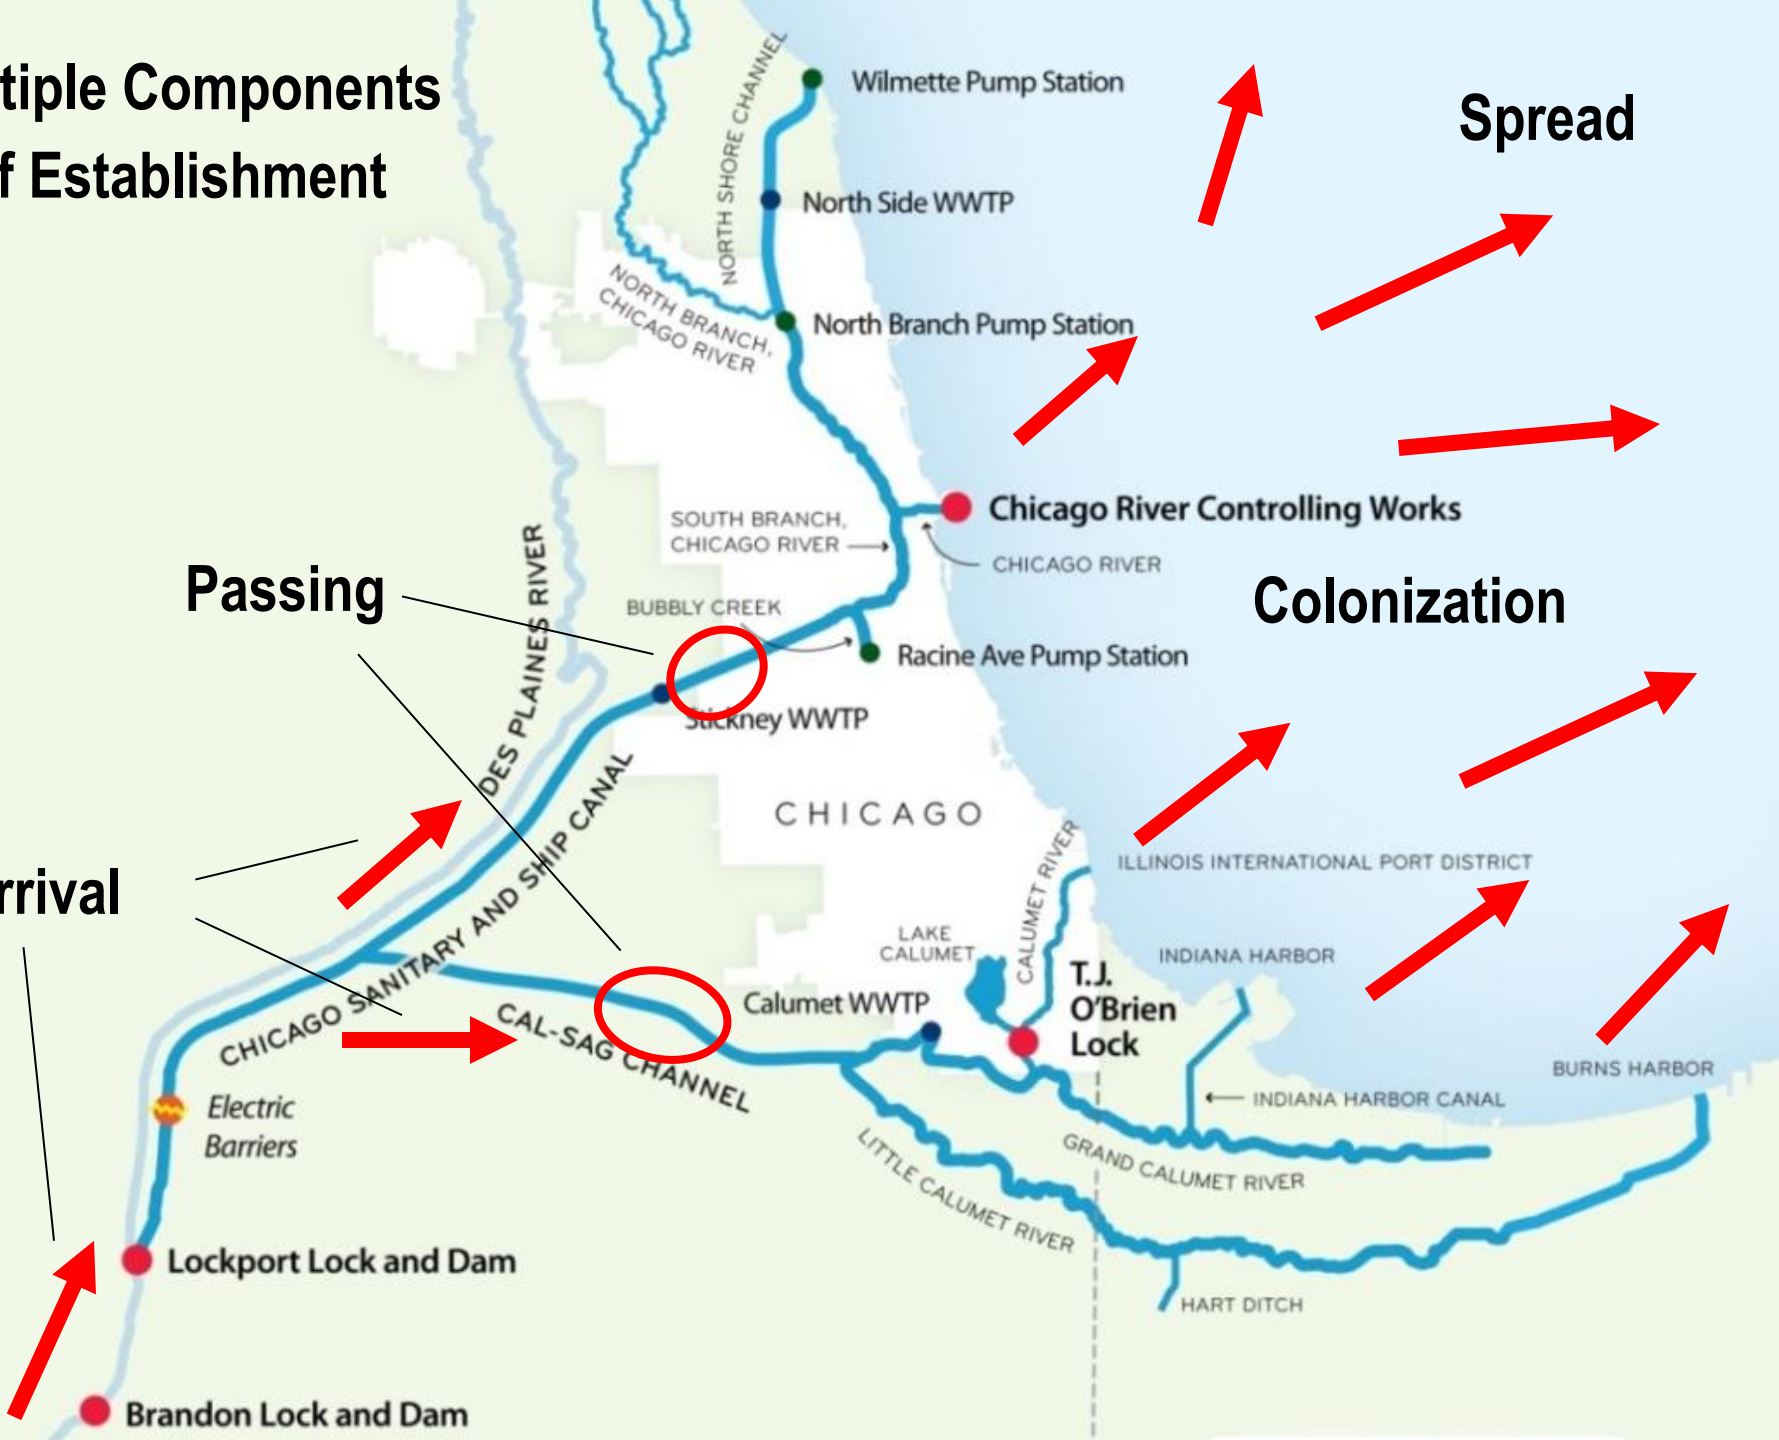 tiple Components
f Establishment
Wilmette Pump Station
Spread
NORTH SHORE CHANNEL
North Side WWTP
NORTH BRANCH,
CHICAGO RIVER
North Branch Pump Station
Chicago River Controlling Works
SOUTH BRANCH,
CHICAGO RIVER
CHICAGO RIVER
Passing
DES PLAINES RIVER
BUBBLY CREEK
Colonization
Racine Ave Pump Station
Stickney WWTP
CHICAGO
rrival
CHICAGO SANITARY AND SHIP CANAL
CALUMET RIVER
ILLINOIS INTERNATIONAL PORT DISTRICT
LAKE
CALUMET
INDIANA HARBOR
T.J.
O'Brien
Lock
Calumet WWTP
CAL-SAG CHANNEL
BURNS HARBOR
INDIANA HARBOR CANAL
Electric
Barriers
GRAND CALUMET RIVER
LITTLE CALUMET RIVER
Lockport Lock and Dam
HART DITCH
Brandon Lock and Dam